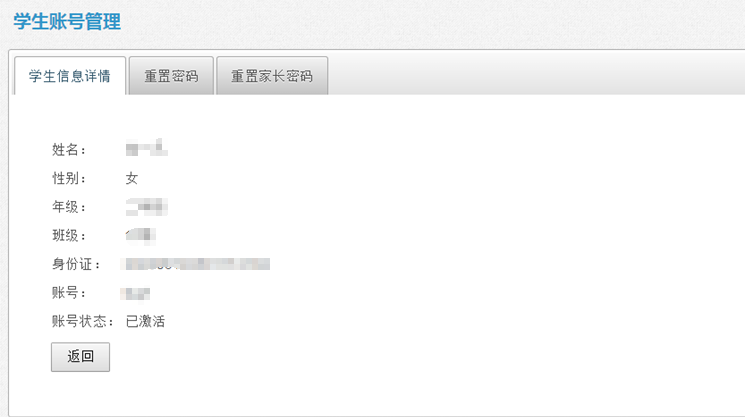 学生账号管理
学生信息详情 重置密码 重置家长密码
姓名：
性别： 女
年级：
班级：
身份证：
账号：
账号状态： 已激活
返回